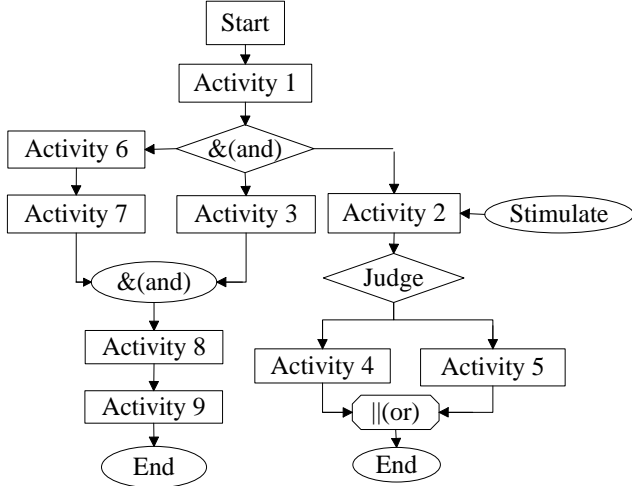 Start
Activity 1
Activity 6
&(and)
Activity 7
Activity 3
Activity 2
Stimulate
&(and)
Judge
Activity 8
Activity 4
Activity 5
Activity 9
||(or)
End
End